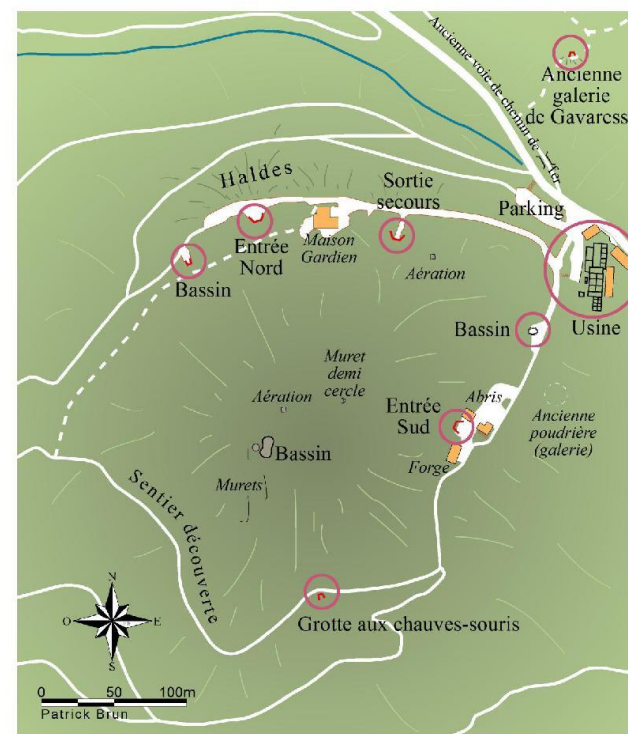 Ancienne voie de chemin de fer
Ancienne
galerie
de Gavaress
Haldes
Sortie
secours
Parking
Entrée
Nord
Maison
Gardien
Aération
Bassin
Usine
Bassin
Muret
demi
cercle
Aération
Abris
Entrée
Sud
Ancienne
poudrière
(galerie)
Bassin
Forge
Murets
Sentier découverte
Grotte aux chauves-souris
N
O
E
S
0 50 100m
Patrick Brun